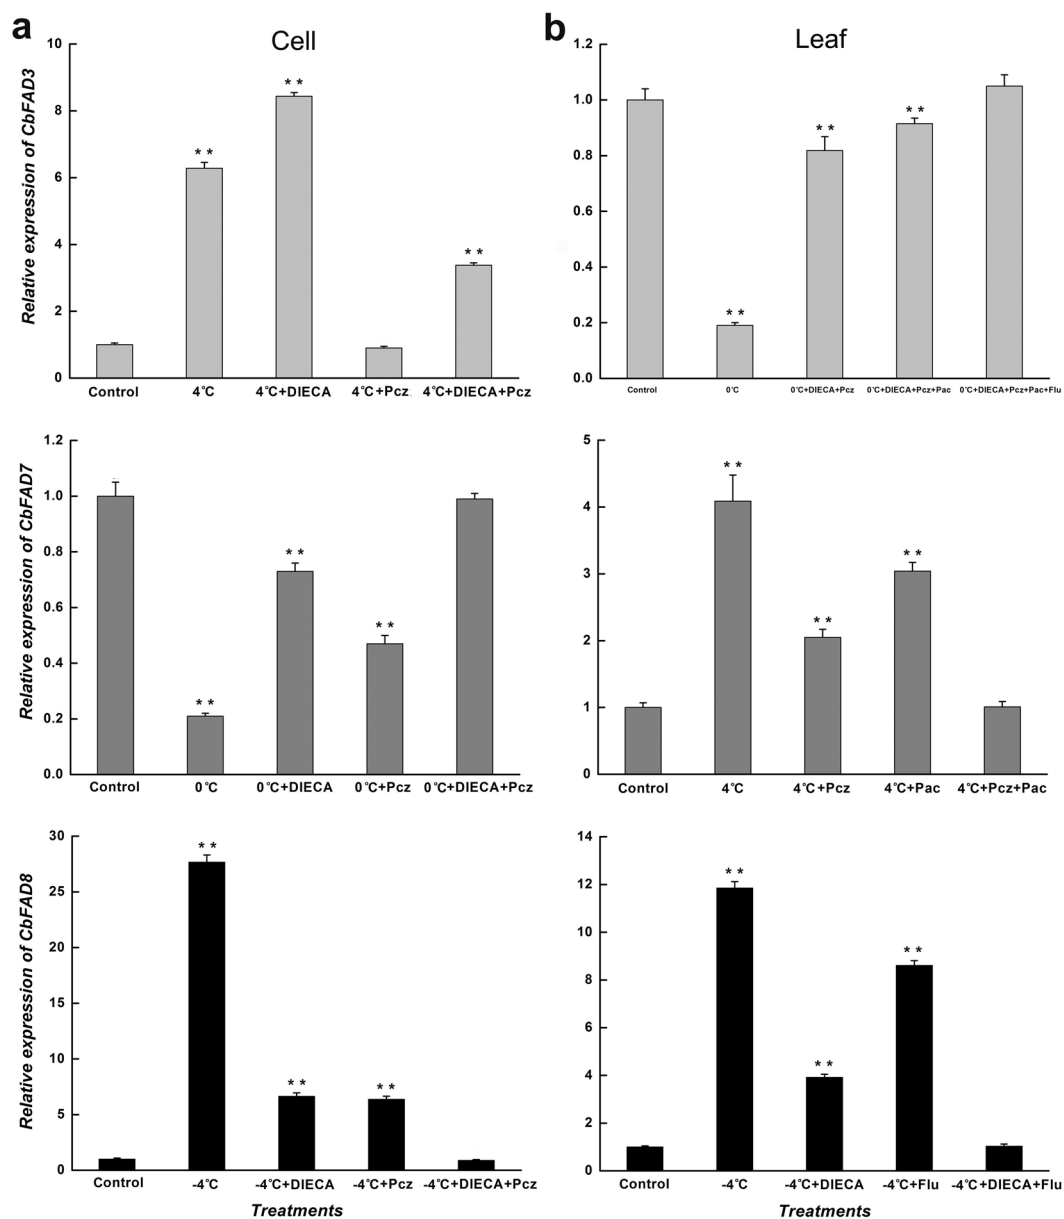 a
Cell
b
Leaf
Relative expression of CbFAD3
10
8
6
4
2
0
* *
* *
* *
Control
4℃
4℃+DIECA
4℃+Pcz
4℃+DIECA+Pcz
1.2
1.0
0.8
0.6
0.4
0.2
0.0
* *
* *
* *
Control
0℃
0℃+DIECA+Pcz
0℃+DIECA+Pcz+Pac
0℃+DIECA+Pcz+Pac+Flu
Relative expression of CbFAD7
1.2
1.0
0.8
0.6
0.4
0.2
0.0
* *
* *
* *
Control
0℃
0℃+DIECA
0℃+Pcz
0℃+DIECA+Pcz
5
4
3
2
1
0
* *
* *
* *
Control
4℃
4℃+Pcz
4℃+Pac
4℃+Pcz+Pac
Relative expression of CbFAD8
30
25
20
15
10
5
0
* *
* *
* *
Control
-4℃
-4℃+DIECA
-4℃+Pcz
-4℃+DIECA+Pcz
Treatments
14
12
10
8
6
4
2
0
* *
* *
* *
Control
-4℃
-4℃+DIECA
-4℃+Flu
-4℃+DIECA+Flu
Treatments